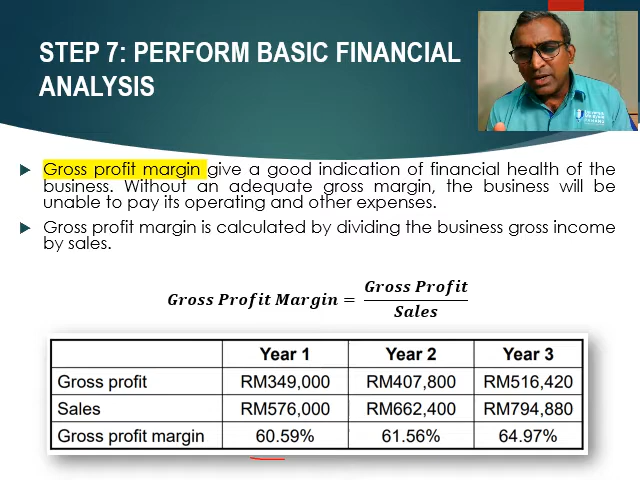 STEP 7: PERFORM BASIC FINANCIAL
ANALYSIS
Gross profit margin give a good indication of financial health of the
business. Without an adequate gross margin, the business will be
unable to pay its operating and other expenses.
Gross profit margin is calculated by dividing the business gross income
by sales.
Gross Profit Margin = Gross Profit / Sales
Year 1 Year 2 Year 3
Gross profit RM349,000 RM407,800 RM516,420
Sales RM576,000 RM662,400 RM794,880
Gross profit margin 60.59% 61.56% 64.97%